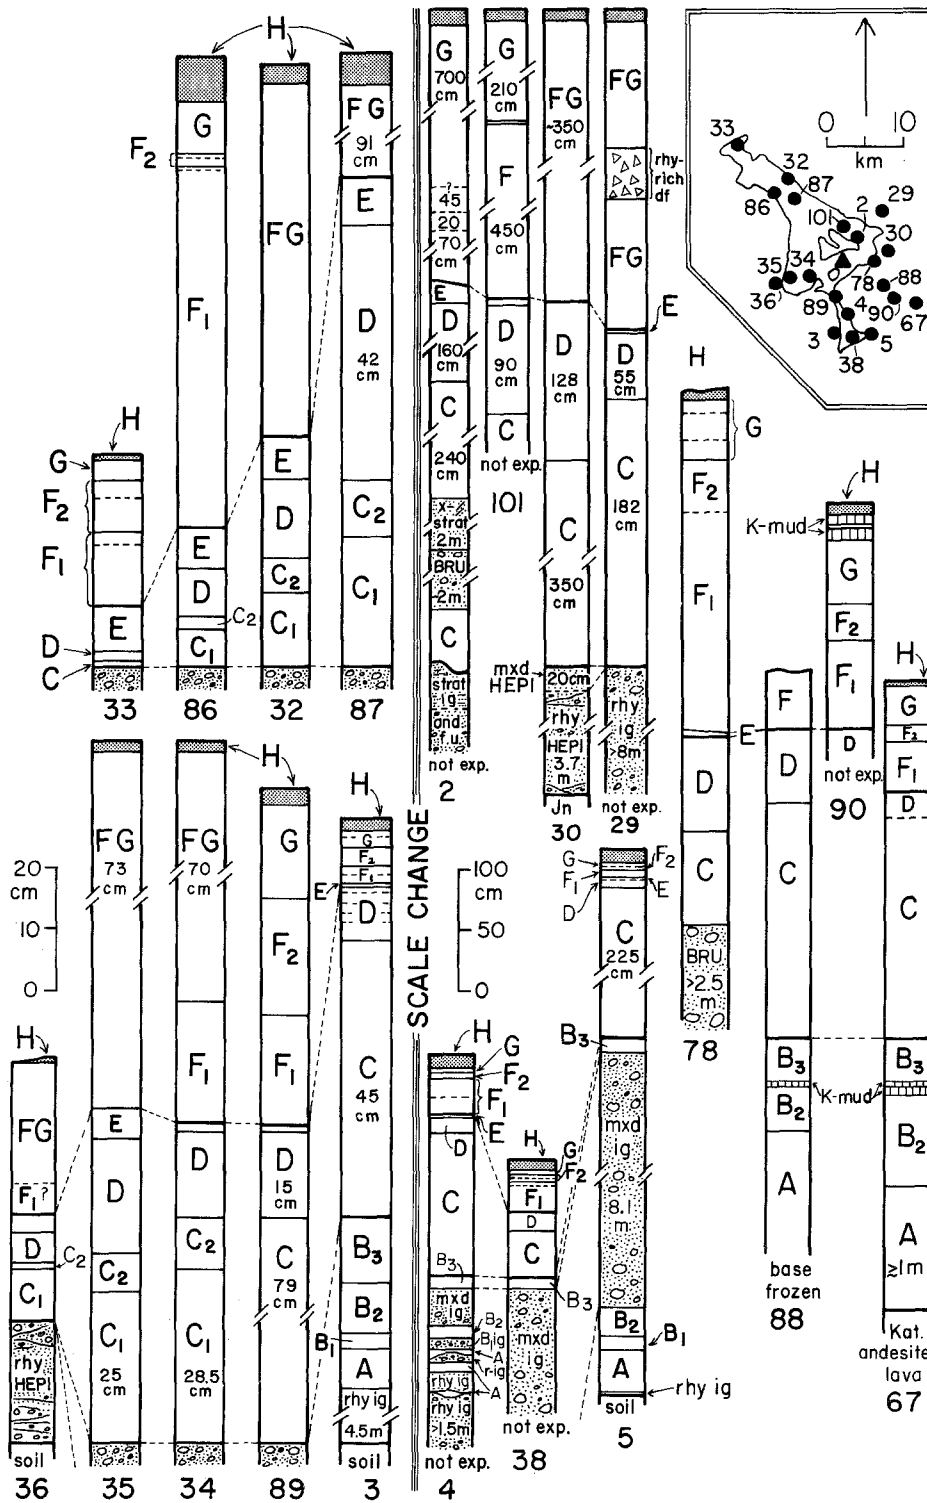 H
G
F2
F1
E
D
C2
C1
86
FG
E
D
C2
C1
32
FG
91
cm
E
D
42
cm
C2
C1
87
H
G
F2
F1
E
D
C
33
G
700
cm
?
45
20
70
cm
E
D
160
cm
C
240
cm
x-
strat
2m
BRU
~2m
C
strat
ig
and
f.u.
not exp.
2
G
210
cm
F
450
cm
D
90
cm
C
not exp.
101
FG
~350
cm
D
128
cm
C
350
cm
mxd
HEPI
20cm
rhy
HEPI
3.7
m
Jn
30
FG
rhy-
rich
df
FG
E
D
55
cm
C
182
cm
rhy
ig
>8m
not exp.
29
0 10
km
33
32
87
86
101
2
29
30
35
34
36
78
88
89
4
90
67
3
38
5
H
G
F2
F1
E
D
C
BRU
>2.5
m
78
F
D
C
B3
K-mud
B2
A
base
frozen
88
H
K-mud
G
F2
F1
E
D
not exp.
90
H
G
F2
F1
D
C
B3
B2
A
≥1m
Kat.
andesite
lava
67
20
cm
10
0
H
FG
F1?
D
C2
C1
rhy
HEPI
soil
36
FG
73
cm
E
D
C2
C1
25
cm
35
H
FG
70
cm
F1
D
C2
C1
28.5
cm
34
G
F2
F1
D
15
cm
C
79
cm
89
H
G
F2
F1
E
D
C
45
cm
B3
B2
B1
A
rhy ig
4.5m
soil
3
SCALE CHANGE
100
cm
50
0
H
G
F2
F1
E
D
C
B3
mxd
ig
B2
B1ig
A
r-ig
A
rhy ig
rhy ig
>1.5m
not exp.
4
H
G
F2
F1
D
C
B3
mxd
ig
not exp.
38
G
F2
F1
E
D
C
225
cm
B3
mxd
ig
8.1
m
B2
B1
A
rhy ig
soil
5